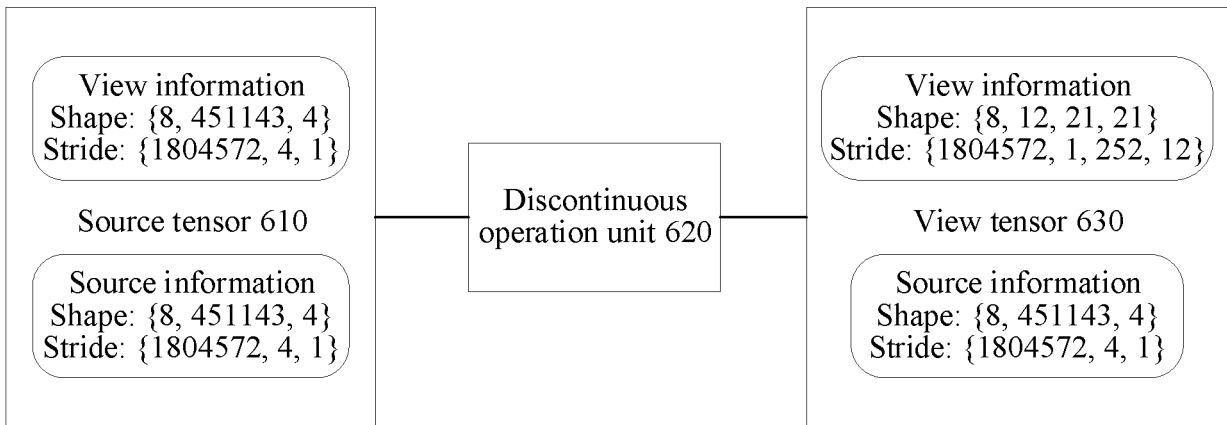 View information
Shape: {8, 451143, 4}
Stride: {1804572, 4, 1}
Source tensor 610
Source information
Shape: {8, 451143, 4}
Stride: {1804572, 4, 1}
Discontinuous
operation unit 620
View information
Shape: {8, 12, 21, 21}
Stride: {1804572, 1, 252, 12}
View tensor 630
Source information
Shape: {8, 451143, 4}
Stride: {1804572, 4, 1}